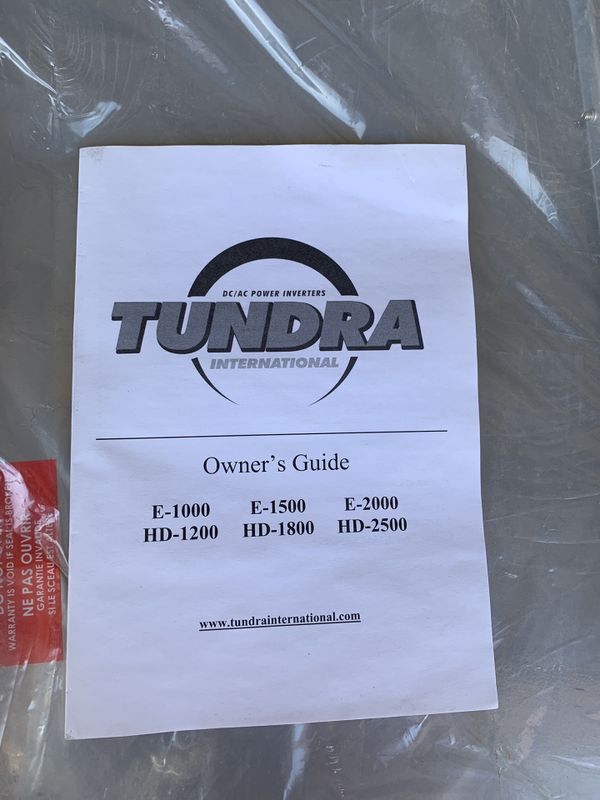 DC/AC POWER INVERTERS
TUNDRA
INTERNATIONAL
Owner's Guide
E-1000 E-1500 E-2000
HD-1200 HD-1800 HD-2500
www.tundrainternational.com
WARRANTY IS VOID IF SEAL IS BROKEN
NE PAS OUVRIR
GARANTIE INVALIDE
SI LE SCEAU EST